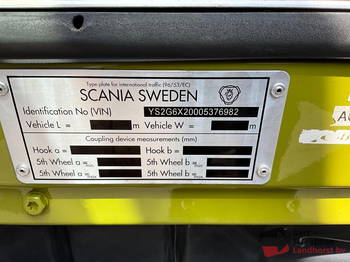 Type plate for international traffic (96/53/EC)
SCANIA SWEDEN
Identification No (VIN) YS2G6X20005376982
Vehicle L = m Vehicle W = m
Coupling device measurements (mm)
Hook a = Hook b =
5th Wheel a = 5th Wheel b =
5th Wheel a = 5th Wheel b =
Landhorst bv